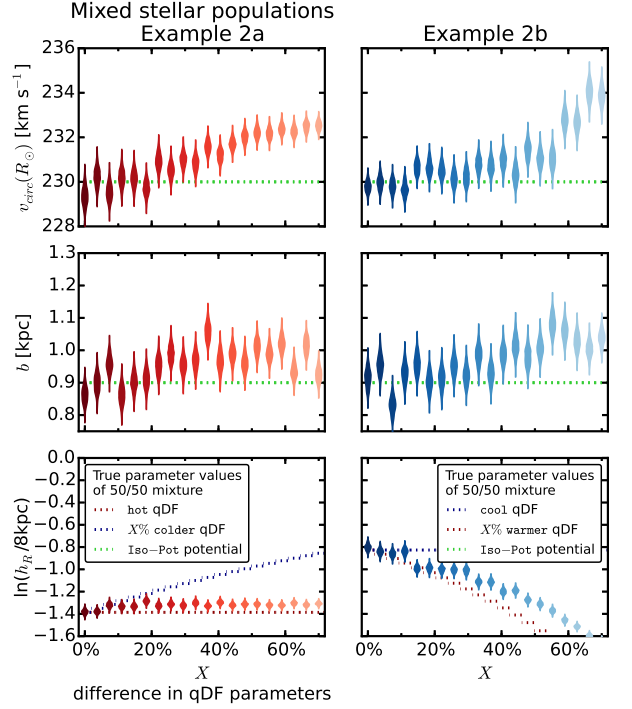 Mixed stellar populations
Example 2a
Example 2b
v_circ(R_⊙) [km s⁻¹]
236
234
232
230
228
b [kpc]
1.3
1.2
1.1
1.0
0.9
0.8
ln(h_R/8kpc)
0.0
−0.2
−0.4
−0.6
−0.8
−1.0
−1.2
−1.4
−1.6
True parameter values
of 50/50 mixture
hot qDF
X% colder qDF
Iso−Pot potential
True parameter values
of 50/50 mixture
cool qDF
X% warmer qDF
Iso−Pot potential
0% 20% 40% 60%
0% 20% 40% 60%
X
X
difference in qDF parameters